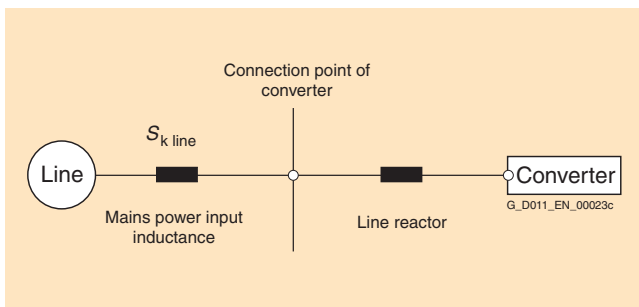 Connection point of
converter
S k line
Line
Converter
G_D011_EN_00023c
Mains power input
inductance
Line reactor